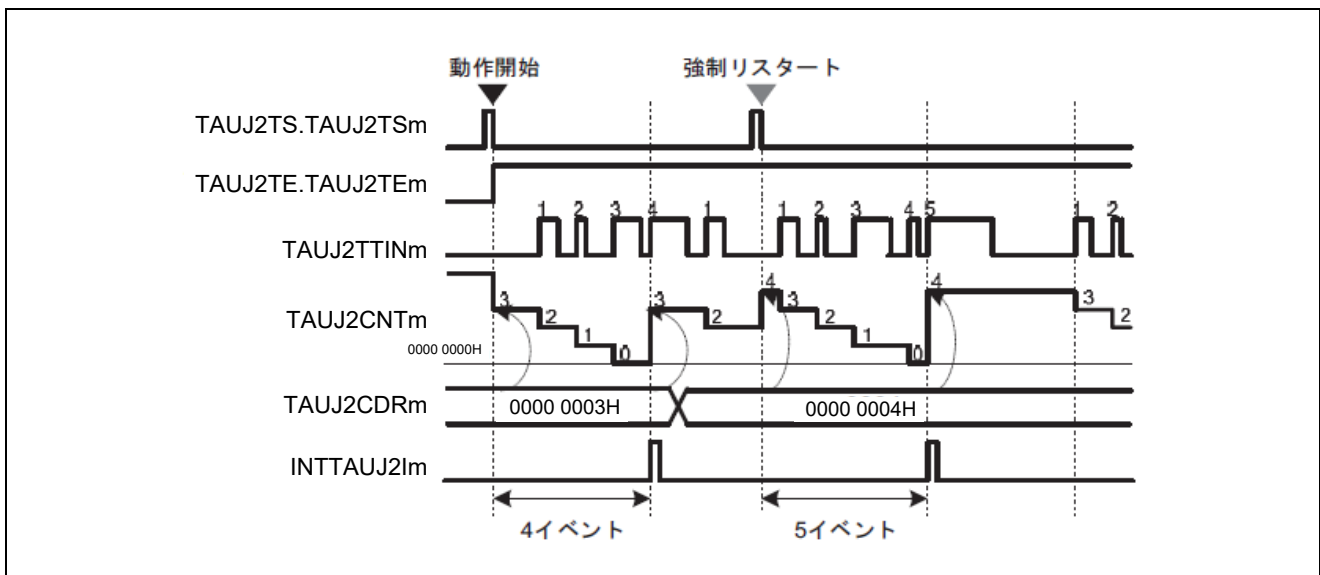 動作開始 強制リスタート
TAUJ2TS.TAUJ2TSm
TAUJ2TE.TAUJ2TEm
1 2 3 4 1 1 2 3 4 5 1 2
TAUJ2TTINm
3 2 1 0 3 2 4 3 2 1 0 4 3 2
TAUJ2CNTm
0000 0000H
TAUJ2CDRm 0000 0003H 0000 0004H
INTTAUJ2Im
4イベント 5イベント